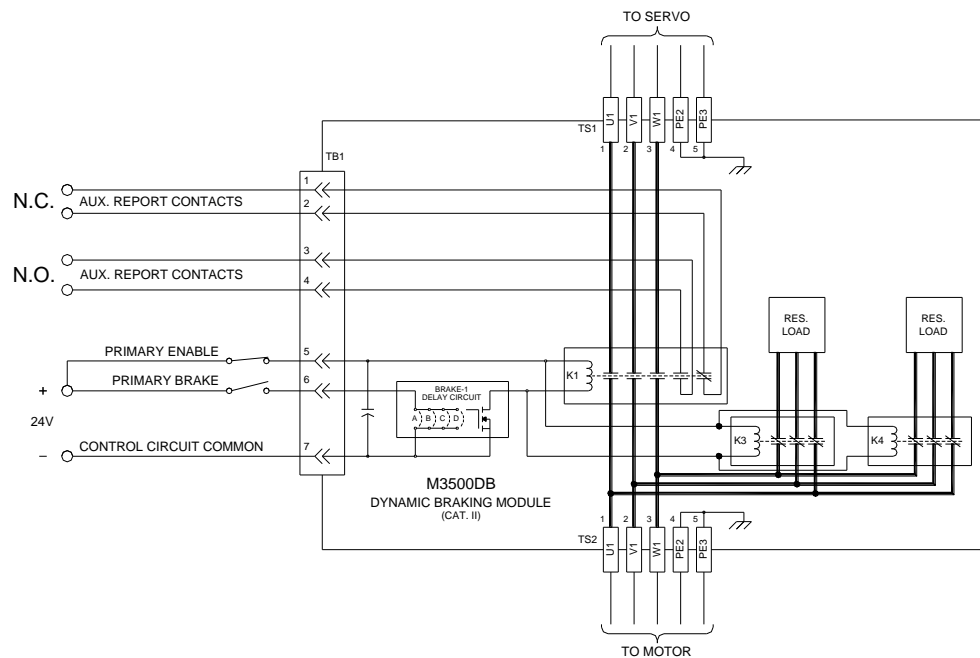 TO SERVO
TS1
U1
V1
W1
PE2
PE3
1
2
3
4
5
TB1
N.C.
AUX. REPORT CONTACTS
1
2
N.O.
AUX. REPORT CONTACTS
3
4
RES. LOAD
RES. LOAD
PRIMARY ENABLE
5
K1
+
PRIMARY BRAKE
6
BRAKE-1
DELAY CIRCUIT
A B C D
24V
K3
K4
–
CONTROL CIRCUIT COMMON
7
M3500DB
DYNAMIC BRAKING MODULE
(CAT. II)
1
2
3
4
5
TS2
U1
V1
W1
PE2
PE3
TO MOTOR